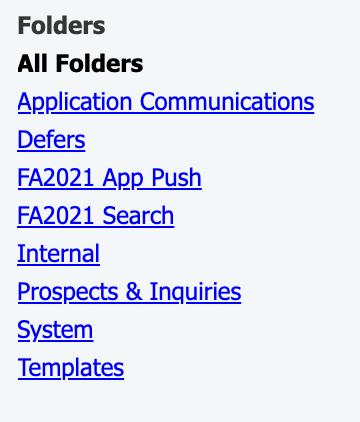 Folders
All Folders
Application Communications
Defers
FA2021 App Push
FA2021 Search
Internal
Prospects & Inquiries
System
Templates